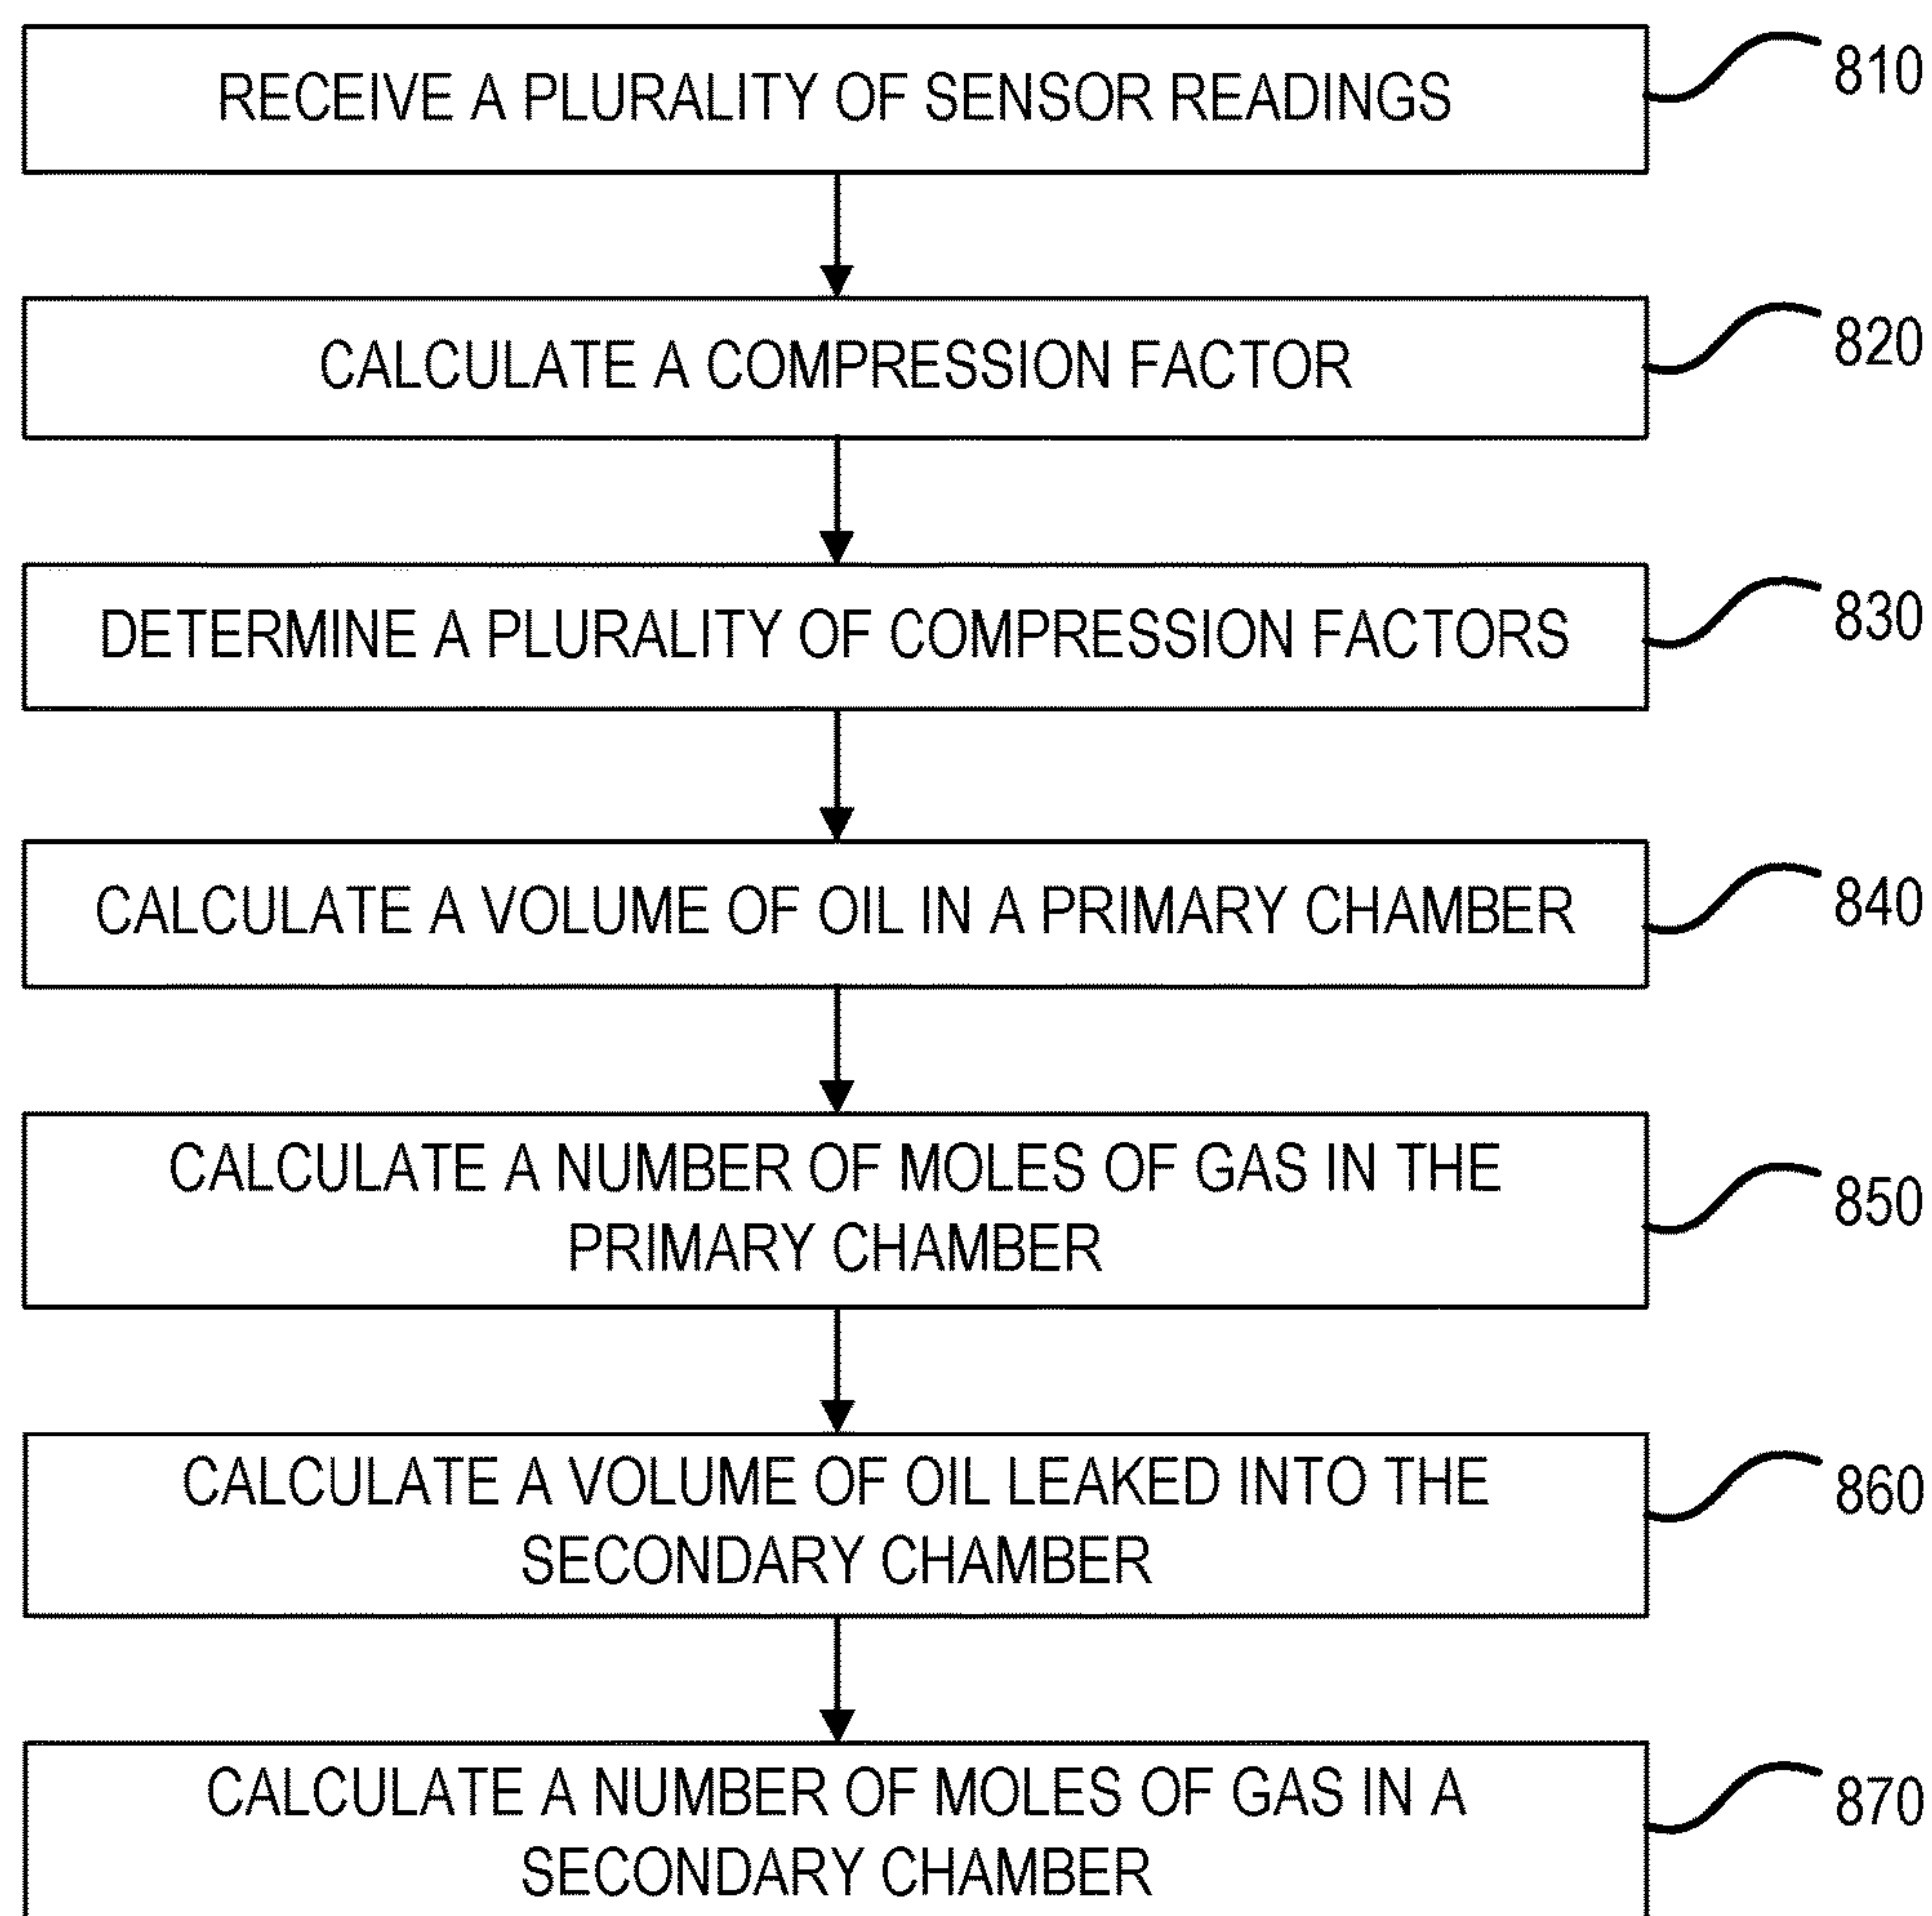 RECEIVE A PLURALITY OF SENSOR READINGS
810
CALCULATE A COMPRESSION FACTOR
820
DETERMINE A PLURALITY OF COMPRESSION FACTORS
830
CALCULATE A VOLUME OF OIL IN A PRIMARY CHAMBER
840
CALCULATE A NUMBER OF MOLES OF GAS IN THE
PRIMARY CHAMBER
850
CALCULATE A VOLUME OF OIL LEAKED INTO THE
SECONDARY CHAMBER
860
CALCULATE A NUMBER OF MOLES OF GAS IN A
SECONDARY CHAMBER
870